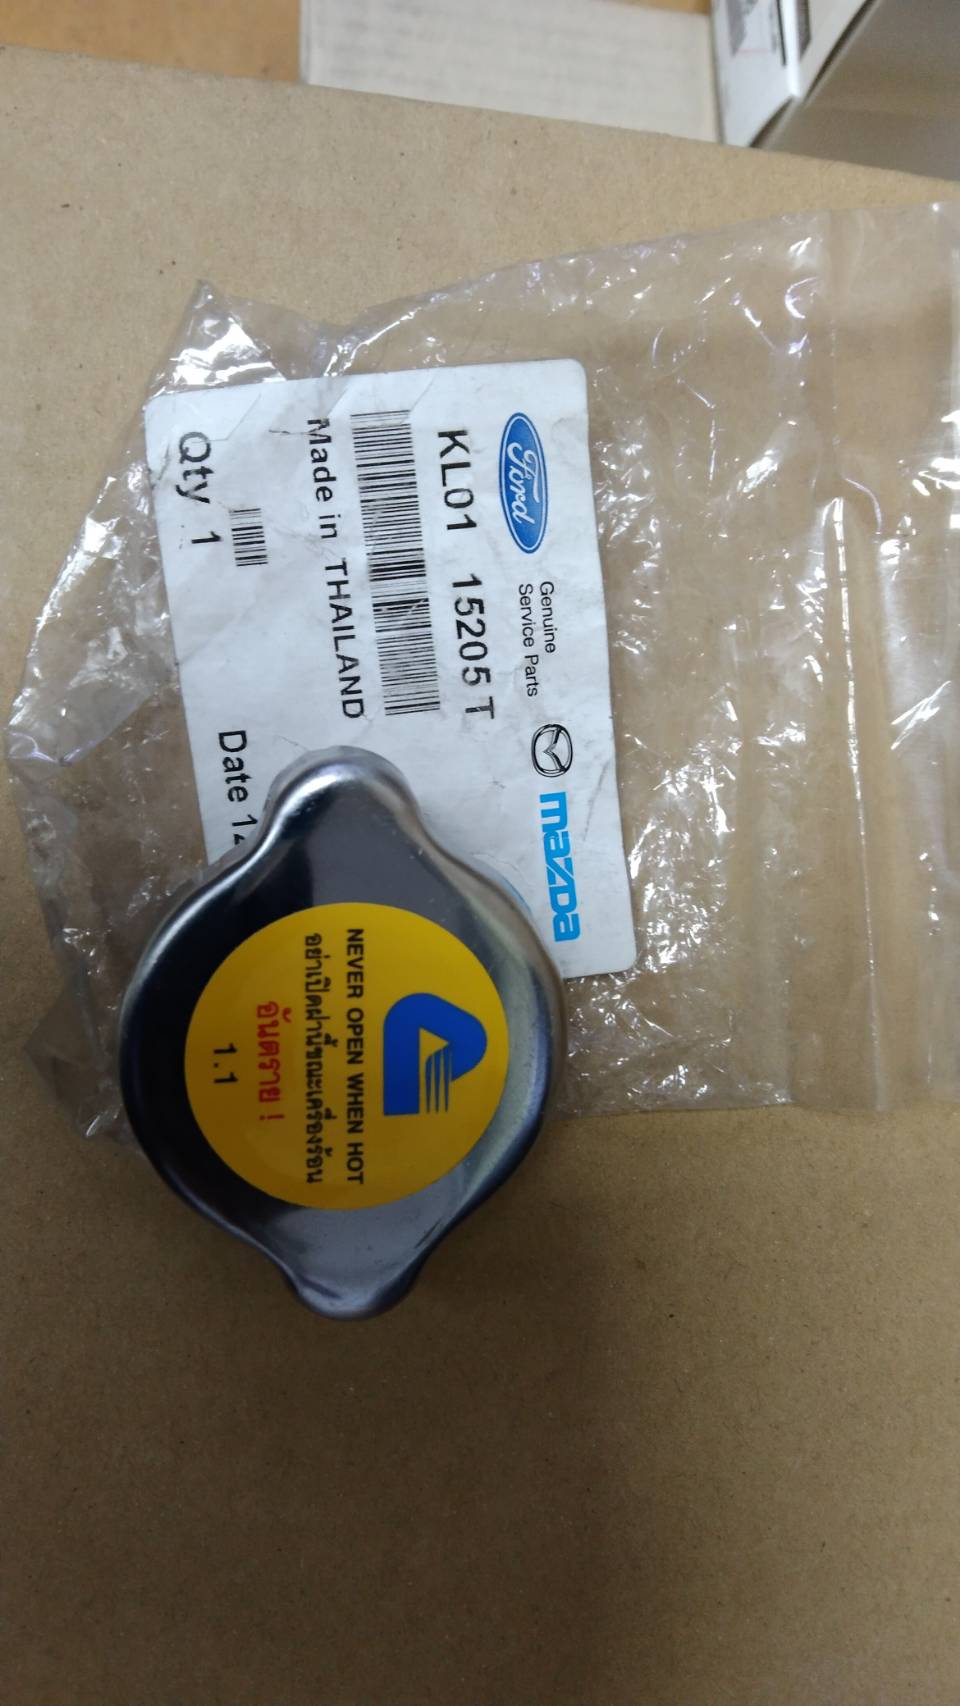 Ford
Genuine
Service Parts
mazda
KL01 15205 T
Made in THAILAND
Qty 1
Date 14
NEVER OPEN WHEN HOT
อย่าเปิดฝานี้ขณะเครื่องร้อน
อันตราย !
1.1